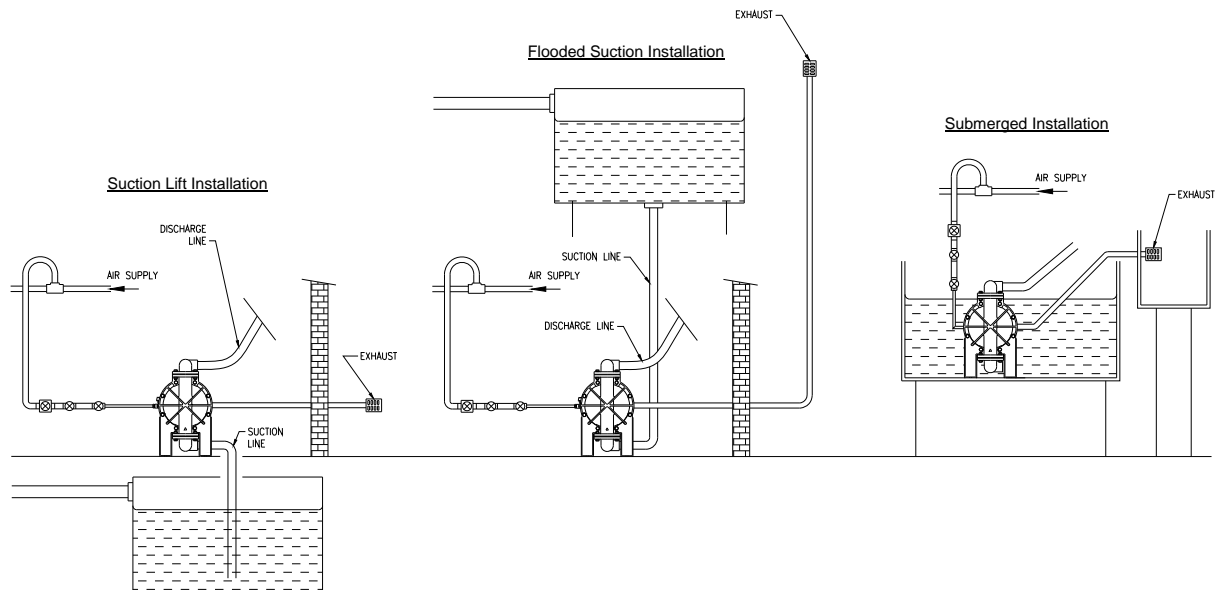 Suction Lift Installation
DISCHARGE
LINE
AIR SUPPLY
EXHAUST
SUCTION
LINE
Flooded Suction Installation
EXHAUST
SUCTION LINE
AIR SUPPLY
DISCHARGE LINE
Submerged Installation
AIR SUPPLY
EXHAUST